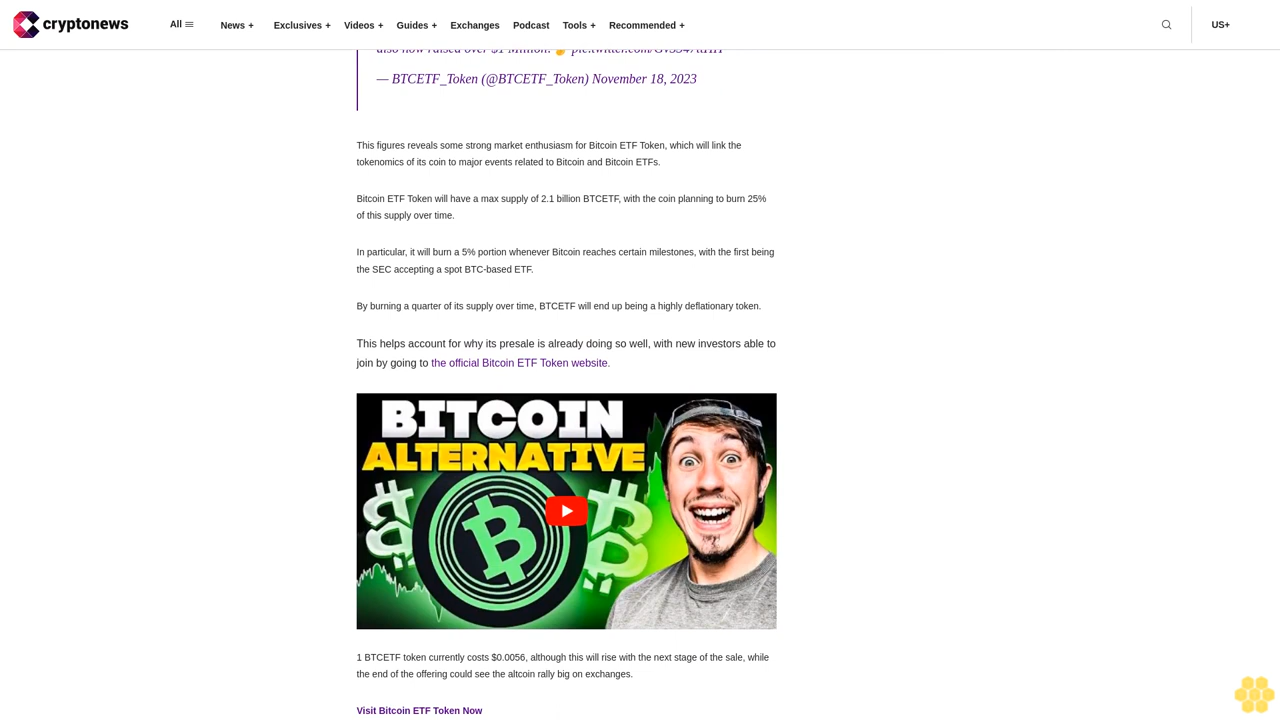 cryptonews
All
News +
Exclusives +
Videos +
Guides +
Exchanges
Podcast
Tools +
Recommended +
US+
also now raised over $1 Million!
— BTCETF_Token (@BTCETF_Token) November 18, 2023
This figures reveals some strong market enthusiasm for Bitcoin ETF Token, which will link the
tokenomics of its coin to major events related to Bitcoin and Bitcoin ETFs.
Bitcoin ETF Token will have a max supply of 2.1 billion BTCETF, with the coin planning to burn 25%
of this supply over time.
In particular, it will burn a 5% portion whenever Bitcoin reaches certain milestones, with the first being
the SEC accepting a spot BTC-based ETF.
By burning a quarter of its supply over time, BTCETF will end up being a highly deflationary token.
This helps account for why its presale is already doing so well, with new investors able to
join by going to the official Bitcoin ETF Token website.
BITCOIN
ALTERNATIVE
1 BTCETF token currently costs $0.0056, although this will rise with the next stage of the sale, while
the end of the offering could see the altcoin rally big on exchanges.
Visit Bitcoin ETF Token Now